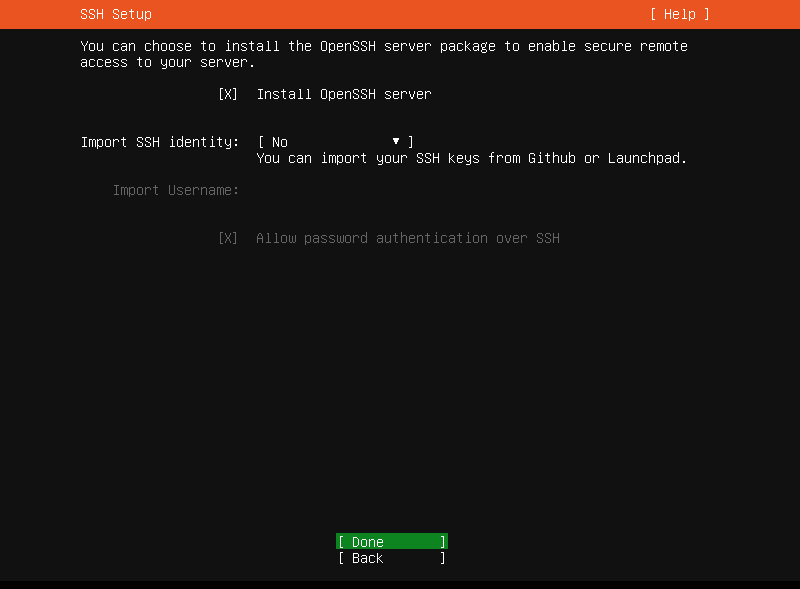 SSH Setup [ Help ]
You can choose to install the OpenSSH server package to enable secure remote
access to your server.
[X] Install OpenSSH server
Import SSH identity: [ No ▾ ]
You can import your SSH keys from Github or Launchpad.
Import Username:
[X] Allow password authentication over SSH
[ Done ]
[ Back ]